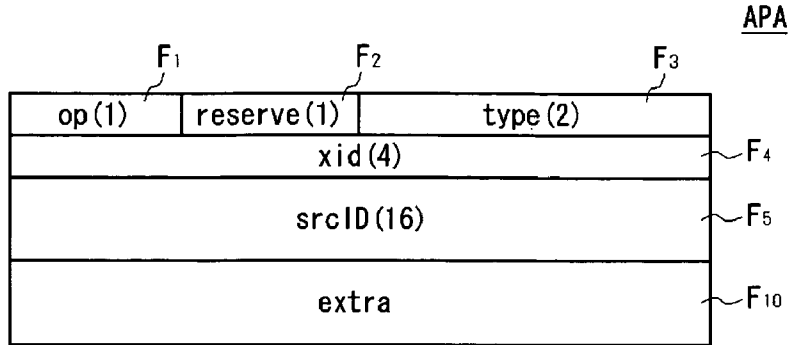 APA
F1 F2 F3
op(1) reserve(1) type(2)
xid(4) F4
srcID(16) F5
extra F10